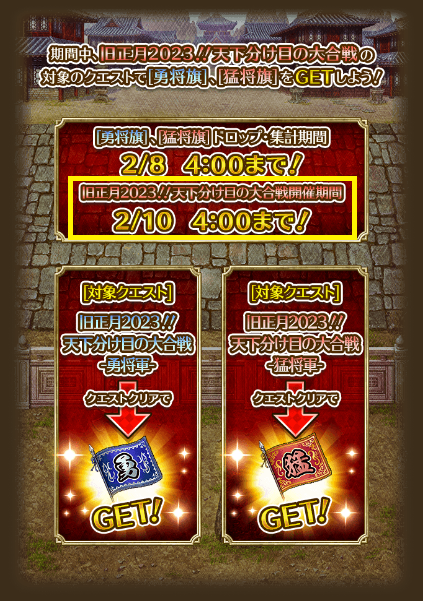 期間中、旧正月2023!!天下分け目の大合戦の
対象のクエストで[勇将旗]、[猛将旗]をGETしよう!
[勇将旗]、[猛将旗]ドロップ・集計期間
2/8 4:00まで!
旧正月2023!!天下分け目の大合戦開催期間
2/10 4:00まで!
[対象クエスト]
旧正月2023!!
天下分け目の大合戦
-勇将軍-
クエストクリアで
勇
GET!
[対象クエスト]
旧正月2023!!
天下分け目の大合戦
-猛将軍-
クエストクリアで
猛
GET!